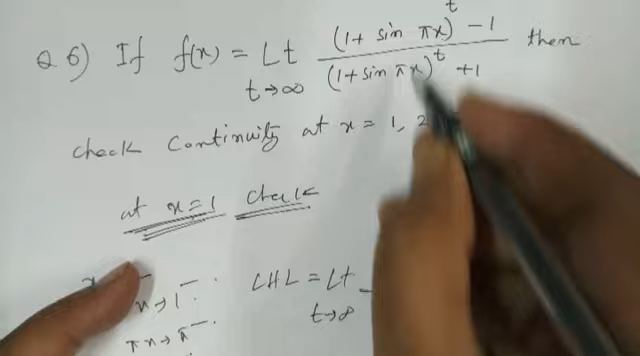 Q 6) If f(x) = Lt t→∞ (1+ sin πx)^t - 1 / (1+ sin πx)^t + 1 then
check Continuity at x = 1, 2
at x=1 check
x→1⁻ LHL = Lt t→∞
πx→π⁻